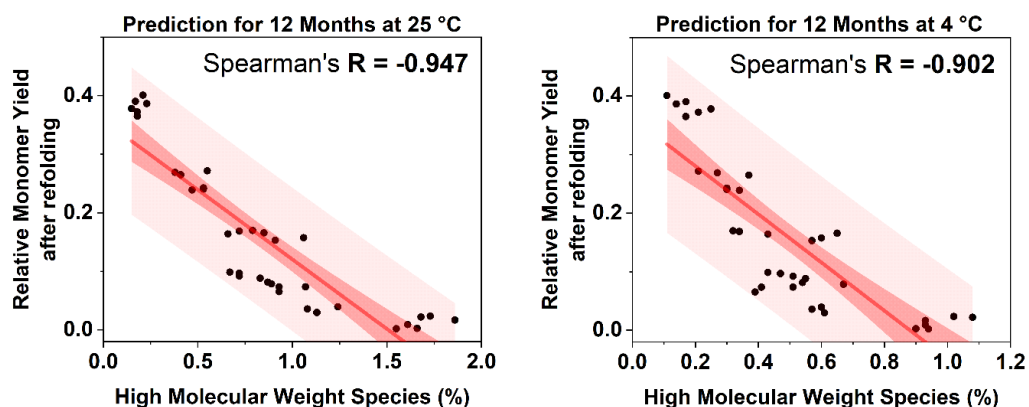 Prediction for 12 Months at 25 °C
Spearman's R = -0.947
Relative Monomer Yield
after refolding
0.4
0.2
0.0
0.0
0.5
1.0
1.5
2.0
High Molecular Weight Species (%)
Prediction for 12 Months at 4 °C
Spearman's R = -0.902
Relative Monomer Yield
after refolding
0.4
0.2
0.0
0.0
0.2
0.4
0.6
0.8
1.0
1.2
High Molecular Weight Species (%)